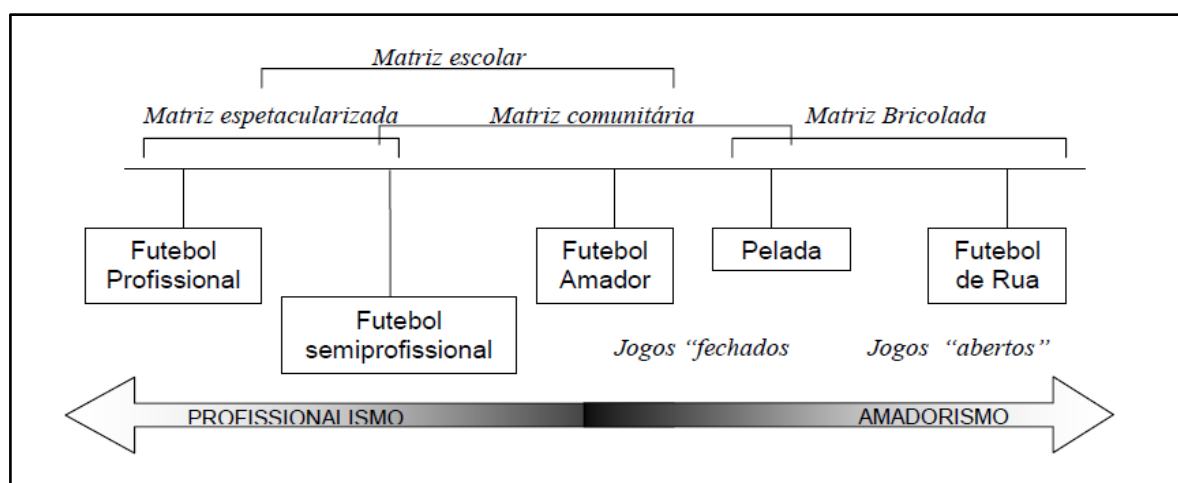 Matriz escolar
Matriz espetacularizada
Matriz comunitária
Matriz Bricolada
Futebol
Profissional
Futebol
semiprofissional
Futebol
Amador
Pelada
Futebol
de Rua
Jogos “fechados
Jogos “abertos”
PROFISSIONALISMO
AMADORISMO